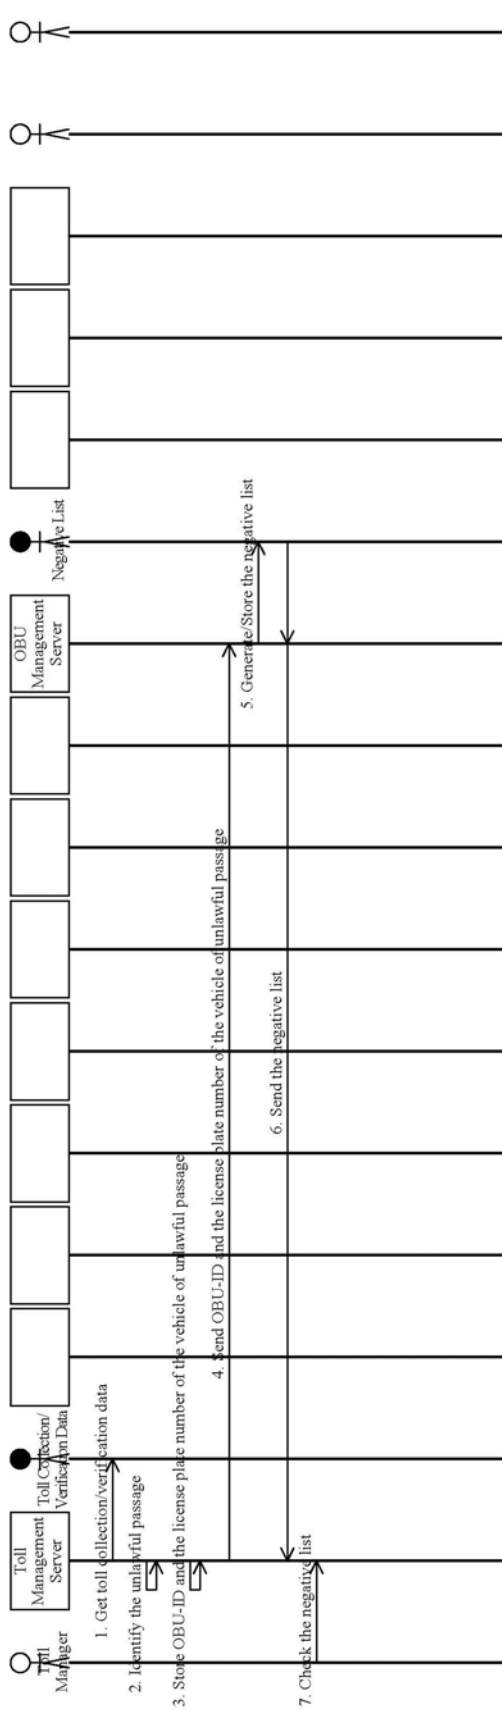 Toll
Manager
Toll
Management
Server
Toll Collection/
Verification Data
OBU
Management
Server
Negative List
1. Get toll collection/verification data
2. Identify the unlawful passage
3. Store OBU-ID and the license plate number of the vehicle of unlawful passage
4. Send OBU-ID and the license plate number of the vehicle of unlawful passage
5. Generate/Store the negative list
6. Send the negative list
7. Check the negative list